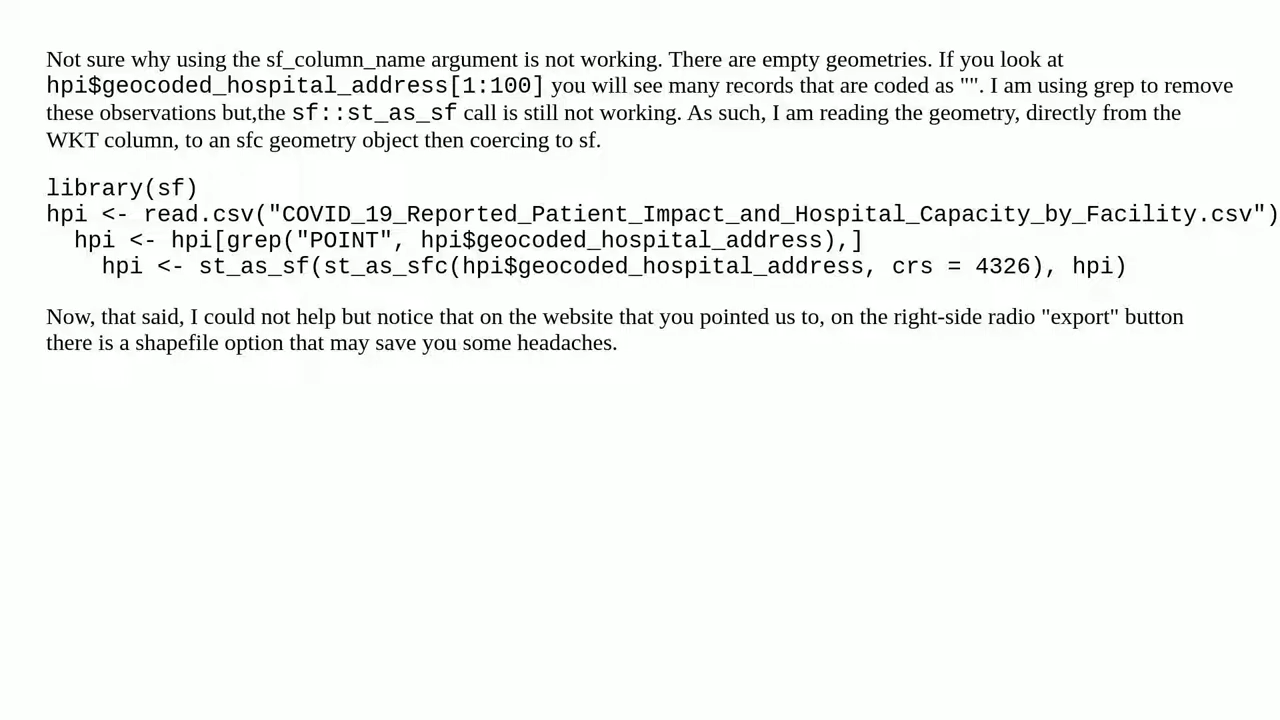 Not sure why using the sf_column_name argument is not working. There are empty geometries. If you look at
hpi$geocoded_hospital_address[1:100] you will see many records that are coded as "". I am using grep to remove
these observations but,the sf::st_as_sf call is still not working. As such, I am reading the geometry, directly from the
WKT column, to an sfc geometry object then coercing to sf.
library(sf)
hpi <- read.csv("COVID_19_Reported_Patient_Impact_and_Hospital_Capacity_by_Facility.csv")
  hpi <- hpi[grep("POINT", hpi$geocoded_hospital_address),]
    hpi <- st_as_sf(st_as_sfc(hpi$geocoded_hospital_address, crs = 4326), hpi)
Now, that said, I could not help but notice that on the website that you pointed us to, on the right-side radio "export" button
there is a shapefile option that may save you some headaches.